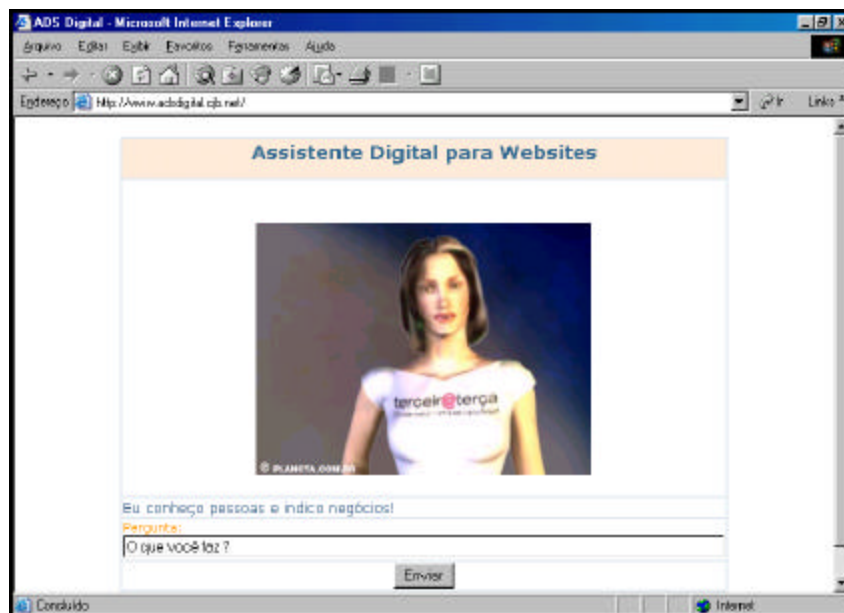 ADS Digital - Microsoft Internet Explorer
Arquivo Editar Exibir Favoritos Ferramentas Ajuda
Endereço http://www.adsdigital.cjb.net/ Ir Links
Assistente Digital para Websites
terceir@terça
© PLANETA.COM.BR
Eu conheço pessoas e indico negócios!
Pergunta:
O que você faz ?
Enviar
Concluído Internet